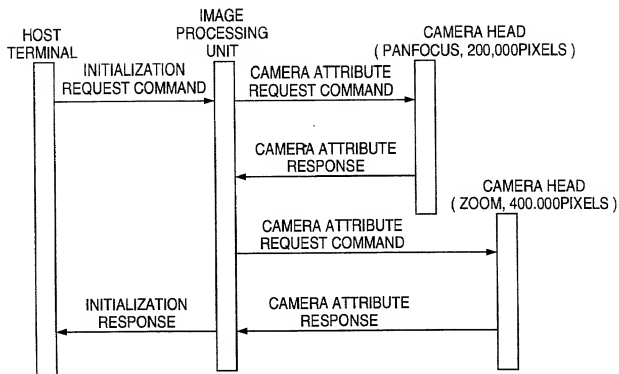 HOST
TERMINAL
IMAGE
PROCESSING
UNIT
CAMERA HEAD
( PANFOCUS, 200,000PIXELS )
INITIALIZATION
REQUEST COMMAND
CAMERA ATTRIBUTE
REQUEST COMMAND
CAMERA ATTRIBUTE
RESPONSE
CAMERA HEAD
( ZOOM, 400.000PIXELS )
CAMERA ATTRIBUTE
REQUEST COMMAND
INITIALIZATION
RESPONSE
CAMERA ATTRIBUTE
RESPONSE